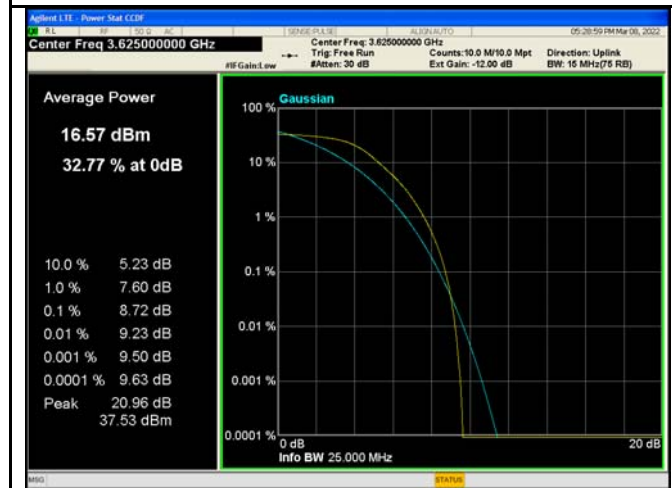 Agilent LTE - Power Stat CCDF
RL RF 50 Ω AC SENSE:PULSE ALIGNAUTO 05:28:59 PM Mar 08, 2022
Center Freq 3.625000000 GHz
Center Freq: 3.625000000 GHz
Trig: Free Run Counts:10.0 M/10.0 Mpt Direction: Uplink
#IFGain:Low #Atten: 30 dB Ext Gain: -12.00 dB BW: 15 MHz(75 RB)
Average Power
16.57 dBm
32.77 % at 0dB
10.0 % 5.23 dB
1.0 % 7.60 dB
0.1 % 8.72 dB
0.01 % 9.23 dB
0.001 % 9.50 dB
0.0001 % 9.63 dB
Peak 20.96 dB
37.53 dBm
Gaussian
100 %
10 %
1 %
0.1 %
0.01 %
0.001 %
0.0001 %
0 dB 20 dB
Info BW 25.000 MHz
MSG STATUS